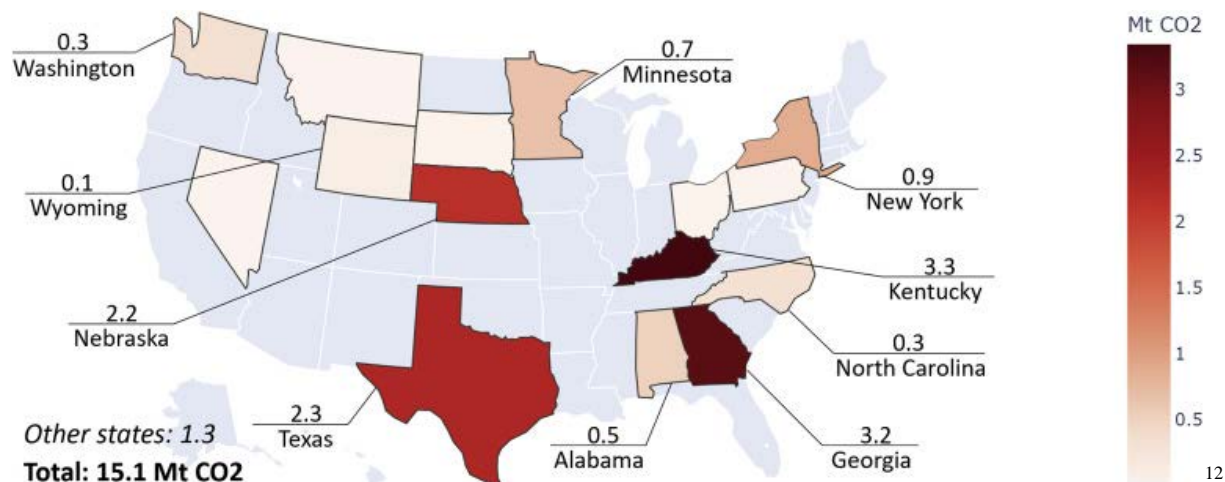 0.3
Washington
0.7
Minnesota
Mt CO2
3
2.5
2
1.5
1
0.5
0.1
Wyoming
0.9
New York
3.3
Kentucky
2.2
Nebraska
0.3
North Carolina
2.3
Texas
0.5
Alabama
3.2
Georgia
Other states: 1.3
Total: 15.1 Mt CO2
12